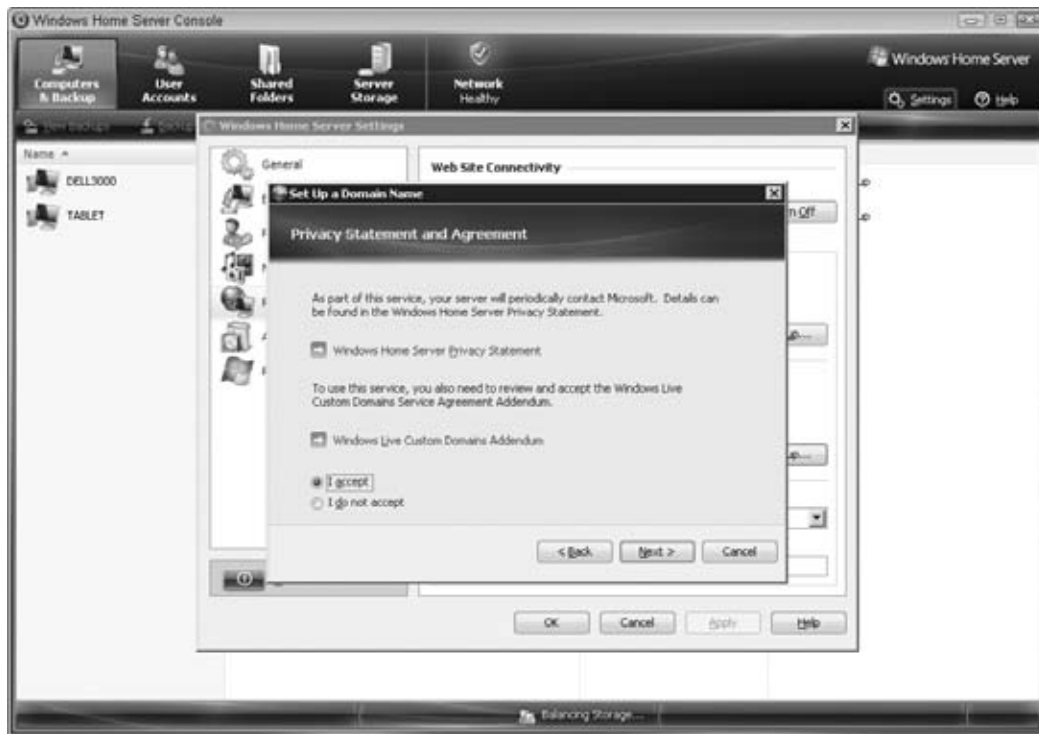 Windows Home Server Console
Computers
& Backup
User
Accounts
Shared
Folders
Server
Storage
Network
Healthy
Windows Home Server
Settings
Help
Windows Home Server Settings
Name
DELL3000
TABLET
General
Web Site Connectivity
n Off
Set Up a Domain Name
Privacy Statement and Agreement
As part of this service, your server will periodically contact Microsoft. Details can
be found in the Windows Home Server Privacy Statement.
Windows Home Server Privacy Statement
To use this service, you also need to review and accept the Windows Live
Custom Domains Service Agreement Addendum.
Windows Live Custom Domains Addendum
I accept
I do not accept
< Back
Next >
Cancel
OK
Cancel
Apply
Help
Balancing Storage...